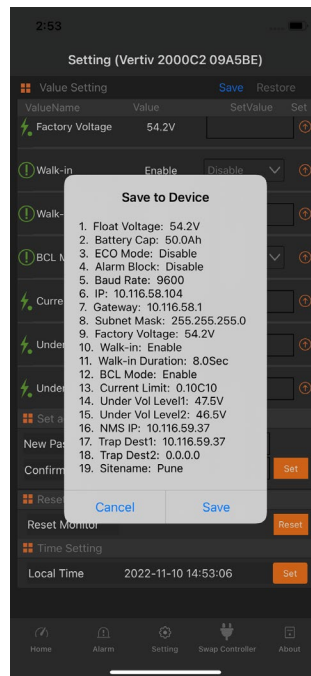 2:53
Setting (Vertiv 2000C2 09A5BE)
Value Setting Save Restore
ValueName Value SetValue Set
Factory Voltage 54.2V
Walk-in Enable Disable
Walk-
Save to Device
1. Float Voltage: 54.2V
2. Battery Cap: 50.0Ah
3. ECO Mode: Disable
4. Alarm Block: Disable
5. Baud Rate: 9600
6. IP: 10.116.58.104
7. Gateway: 10.116.58.1
8. Subnet Mask: 255.255.255.0
9. Factory Voltage: 54.2V
10. Walk-in: Enable
11. Walk-in Duration: 8.0Sec
12. BCL Mode: Enable
13. Current Limit: 0.10C10
14. Under Vol Level1: 47.5V
15. Under Vol Level2: 46.5V
16. NMS IP: 10.116.59.37
17. Trap Dest1: 10.116.59.37
18. Trap Dest2: 0.0.0.0
19. Sitename: Pune
Cancel Save
BCL M
Curre
Under
Under
Set a
New Pas
Confirm Set
Reset
Reset Monitor Reset
Time Setting
Local Time 2022-11-10 14:53:06 Set
Home Alarm Setting Swap Controller About